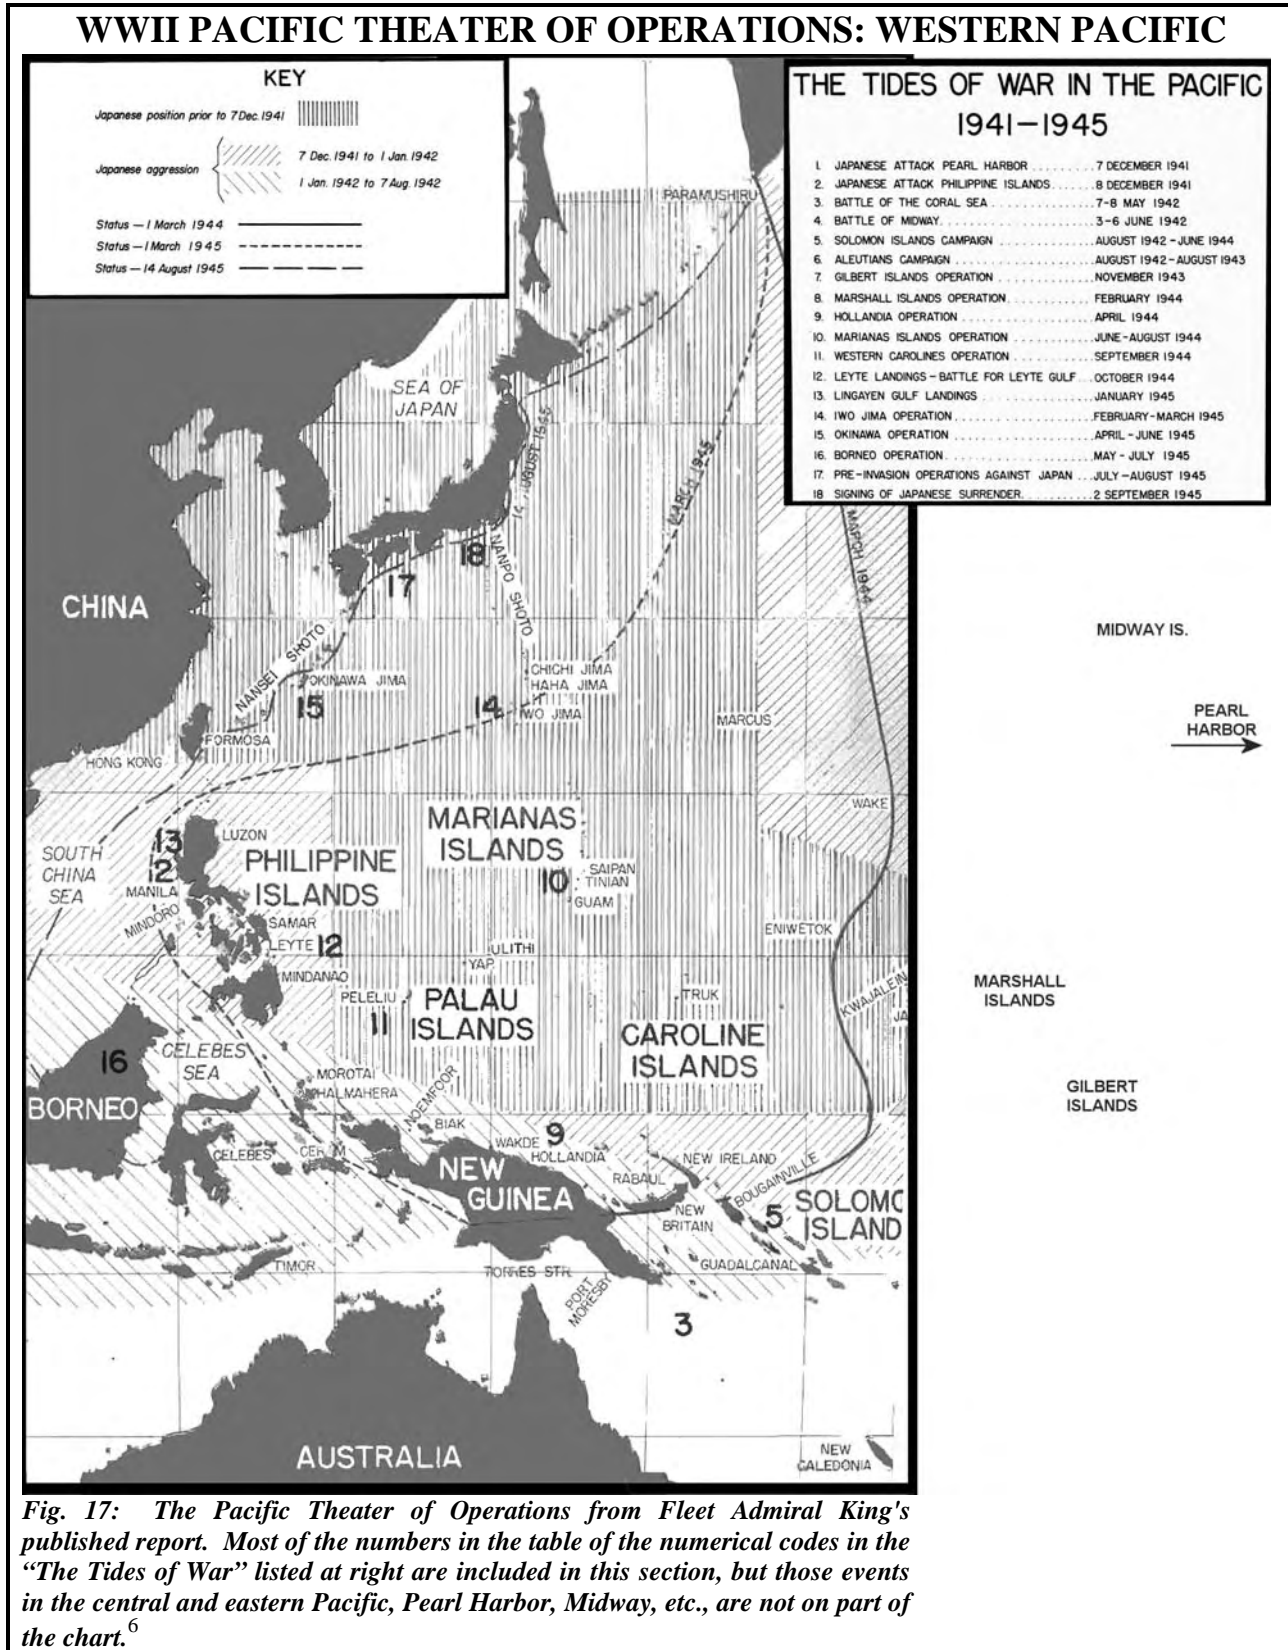 WWII PACIFIC THEATER OF OPERATIONS: WESTERN PACIFIC
KEY
Japanese position prior to 7 Dec. 1941
Japanese aggression
7 Dec. 1941 to 1 Jan. 1942
1 Jan. 1942 to 7 Aug. 1942
Status — 1 March 1944
Status — 1 March 1945
Status — 14 August 1945
THE TIDES OF WAR IN THE PACIFIC
1941–1945
1. JAPANESE ATTACK PEARL HARBOR . . . . . . . . . 7 DECEMBER 1941
2. JAPANESE ATTACK PHILIPPINE ISLANDS . . . . . . . 8 DECEMBER 1941
3. BATTLE OF THE CORAL SEA . . . . . . . . . . . . . . 7-8 MAY 1942
4. BATTLE OF MIDWAY. . . . . . . . . . . . . . . . . . . . . 3-6 JUNE 1942
5. SOLOMON ISLANDS CAMPAIGN . . . . . . . . . . . . . AUGUST 1942-JUNE 1944
6. ALEUTIANS CAMPAIGN . . . . . . . . . . . . . . . . . . . AUGUST 1942-AUGUST 1943
7. GILBERT ISLANDS OPERATION . . . . . . . . . . . . . NOVEMBER 1943
8. MARSHALL ISLANDS OPERATION . . . . . . . . . . . . FEBRUARY 1944
9. HOLLANDIA OPERATION . . . . . . . . . . . . . . . . . . APRIL 1944
10. MARIANAS ISLANDS OPERATION . . . . . . . . . . . . JUNE-AUGUST 1944
11. WESTERN CAROLINES OPERATION . . . . . . . . . . . SEPTEMBER 1944
12. LEYTE LANDINGS – BATTLE FOR LEYTE GULF . . . OCTOBER 1944
13. LINGAYEN GULF LANDINGS . . . . . . . . . . . . . . . JANUARY 1945
14. IWO JIMA OPERATION . . . . . . . . . . . . . . . . . . . FEBRUARY-MARCH 1945
15. OKINAWA OPERATION . . . . . . . . . . . . . . . . . . . APRIL-JUNE 1945
16. BORNEO OPERATION . . . . . . . . . . . . . . . . . . . . MAY-JULY 1945
17. PRE-INVASION OPERATIONS AGAINST JAPAN . . . JULY-AUGUST 1945
18 SIGNING OF JAPANESE SURRENDER . . . . . . . . . . 2 SEPTEMBER 1945
PARAMUSHIRU
SEA OF
JAPAN
14 UGUST 1945
MARCH 1945
MARCH 1944
18
17
NANPO SHOTO
CHINA
MIDWAY IS.
NANSEI SHOTO
CHICHI JIMA
HAHA JIMA
OKINAWA JIMA
15
14
IWO JIMA
MARCUS
PEARL
HARBOR
FORMOSA
HONG KONG
WAKE
MARIANAS
ISLANDS
13
12
LUZON
SOUTH
CHINA
SEA
PHILIPPINE
ISLANDS
10
SAIPAN
TINIAN
GUAM
MANILA
MINDORO
SAMAR
LEYTE 12
ENIWETOK
ULITHI
YAP
MINDANAO
MARSHALL
ISLANDS
KWAJALEIN
JA
PELELIU
11
PALAU
ISLANDS
TRUK
CAROLINE
ISLANDS
16
CELEBES
SEA
BORNEO
MOROTAI
HALMAHERA
NOEMFOOR
BIAK
GILBERT
ISLANDS
WAKDE
9
HOLLANDIA
CELEBES
CER M
NEW
GUINEA
NEW IRELAND
RABAUL
BOUGAINVILLE
NEW
BRITAIN
5
SOLOMO
ISLAND
GUADALCANAL
TIMOR
TORRES STR
PORT
MORESBY
3
AUSTRALIA
NEW
CALEDONIA
Fig. 17: The Pacific Theater of Operations from Fleet Admiral King's
published report. Most of the numbers in the table of the numerical codes in the
“The Tides of War” listed at right are included in this section, but those events
in the central and eastern Pacific, Pearl Harbor, Midway, etc., are not on part of
the chart.6